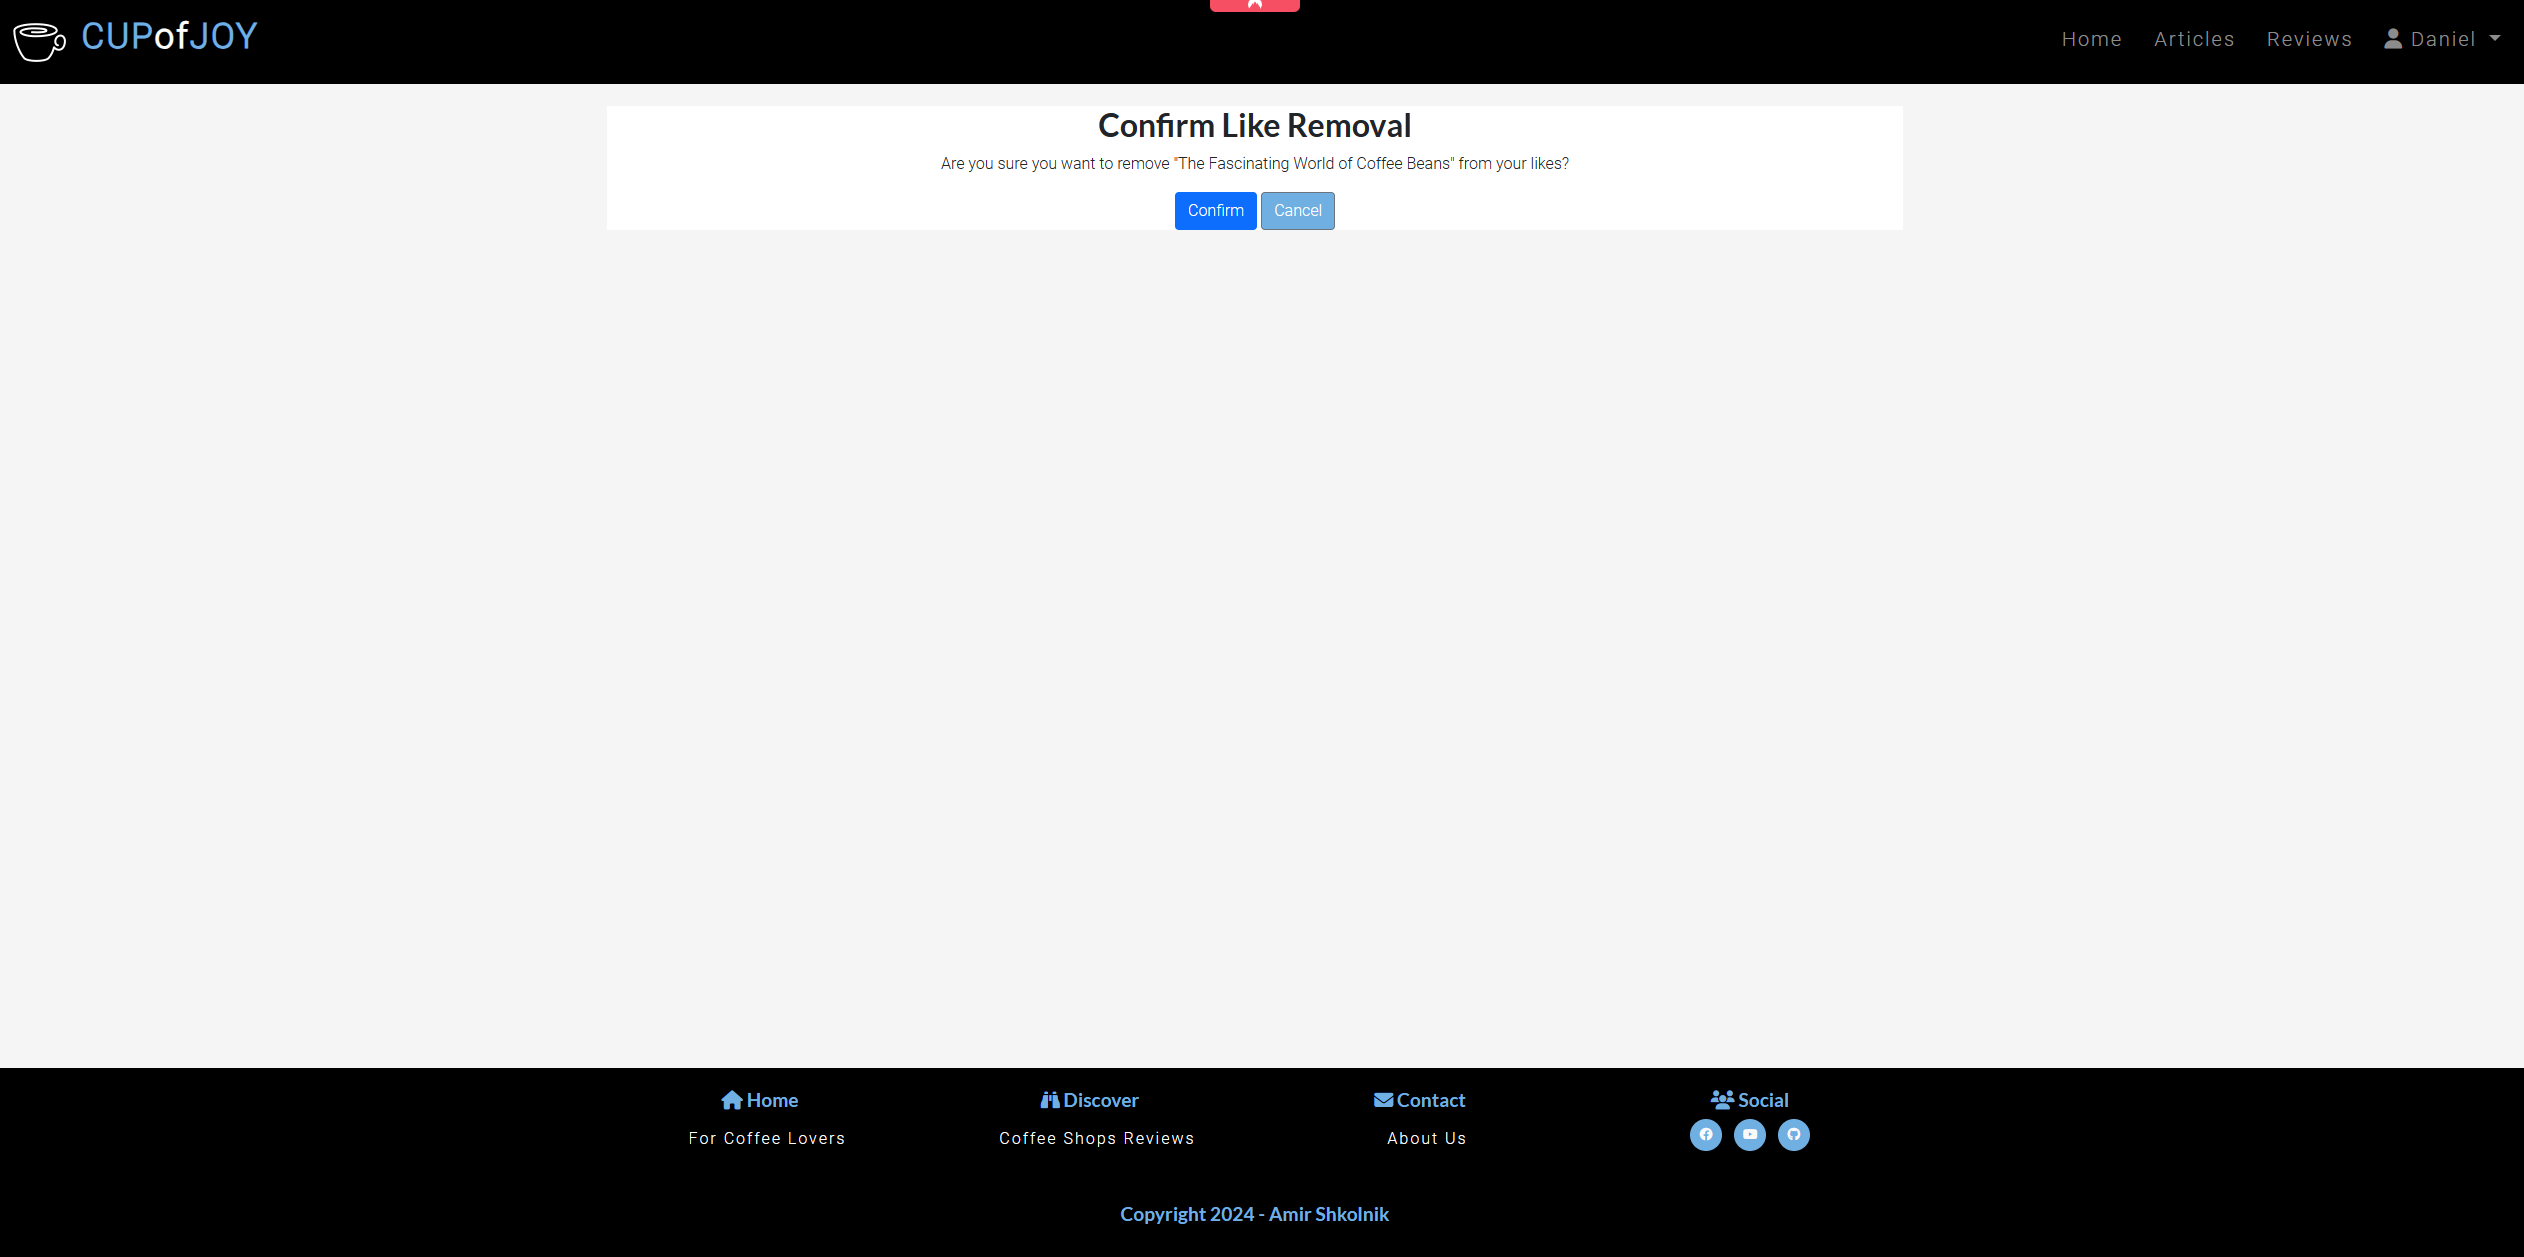 CUPofJOY
Home Articles Reviews Daniel
Confirm Like Removal
Are you sure you want to remove "The Fascinating World of Coffee Beans" from your likes?
Confirm Cancel
Home Discover Contact Social
For Coffee Lovers Coffee Shops Reviews About Us
Copyright 2024 - Amir Shkolnik